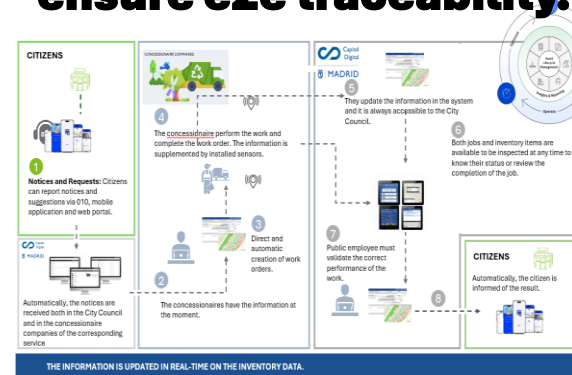 ensure e2e traceability.
CITIZENS
1
Notices and Requests: Citizens
can report notices and
suggestions via 010, mobile
application and web portal.
Capital
Digital
MADRID
Automatically, the notices are
received both in the City Council
and in the concessionaire
companies of the corresponding
service
CONCESSIONAIRE COMPANIES
4
The concessionaire perform the work and
complete the work order. The information is
supplemented by installed sensors.
3
Direct and
automatic
creation of work
orders.
2
The concessionaires have the information at
the moment.
Capital
Digital
MADRID
5
They update the information in the system
and it is always accessible to the City
Council.
6
Both jobs and inventory items are
available to be inspected at any time to
know their status or review the
completion of the job.
7
Public employee must
validate the correct
performance of the
work.
8
CITIZENS
Automatically, the citizen is
informed of the result.
Operate
THE INFORMATION IS UPDATED IN REAL-TIME ON THE INVENTORY DATA.